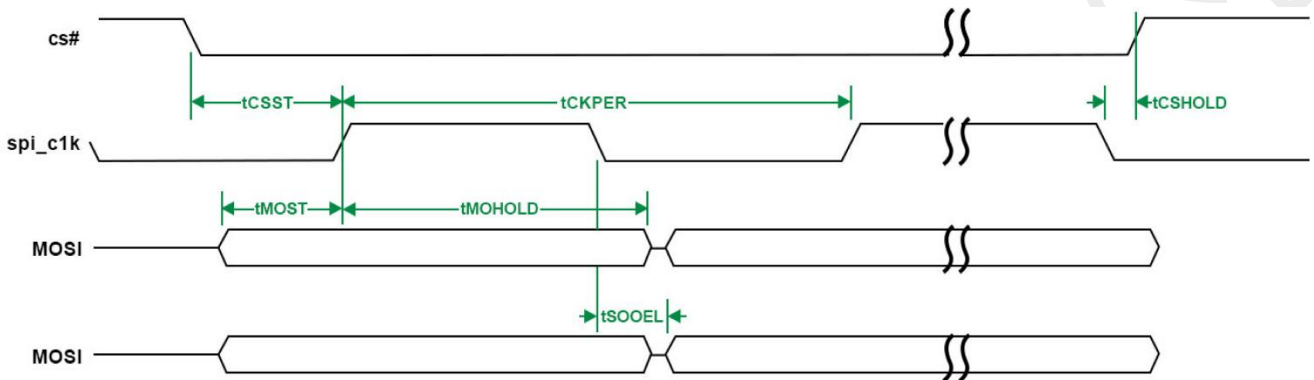 cs#
tCSST
tCKPER
tCSHOLD
spi_c1k
tMOST
tMOHOLD
MOSI
tSOOEL
MOSI